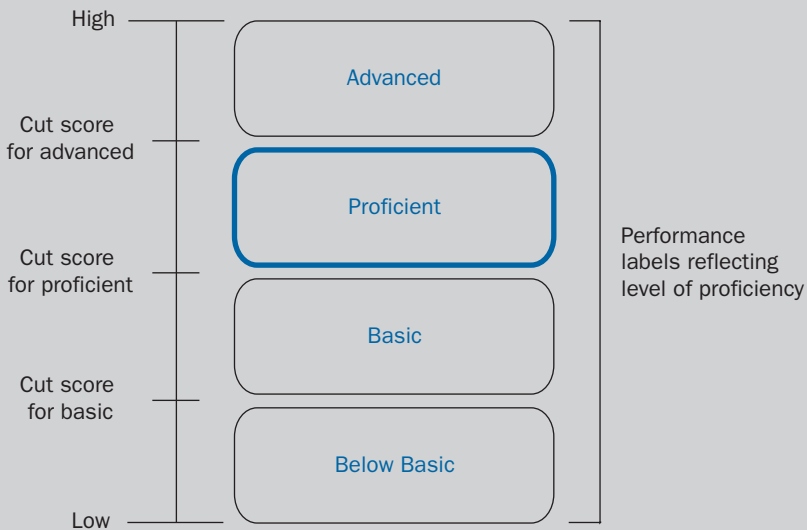 High
Advanced
Cut score
for advanced
Proficient
Performance
labels reflecting
level of proficiency
Cut score
for proficient
Basic
Cut score
for basic
Below Basic
Low